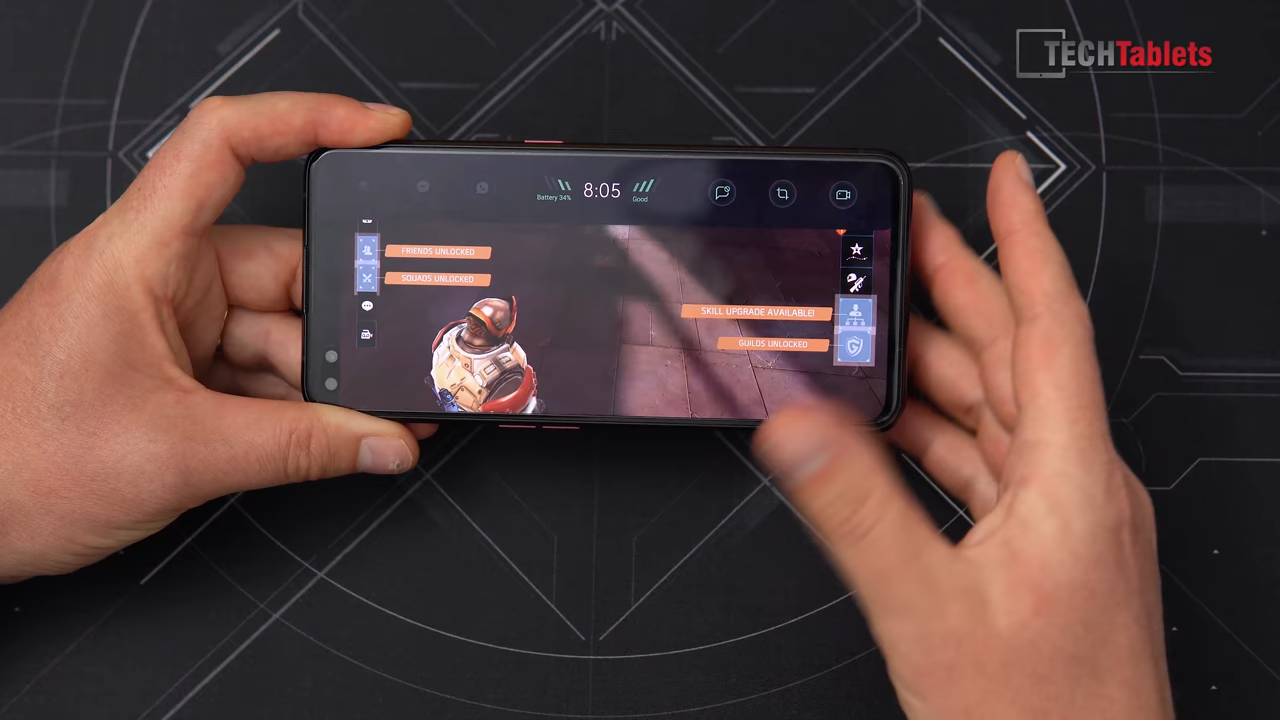 TECHTablets
Battery 34%
8:05
Good
FRIENDS UNLOCKED
SQUADS UNLOCKED
SKILL UPGRADE AVAILABLE!
GUILDS UNLOCKED